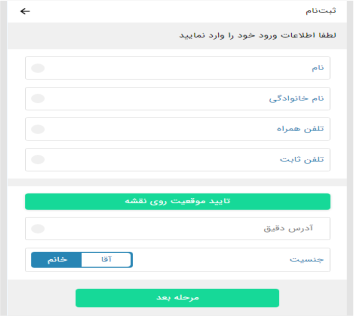 ثبت‌نام
لطفا اطلاعات ورود خود را وارد نمایید
نام
نام خانوادگی
تلفن همراه
تلفن ثابت
تایید موقعیت روی نقشه
آدرس دقیق
جنسیت آقا خانم
مرحله بعد